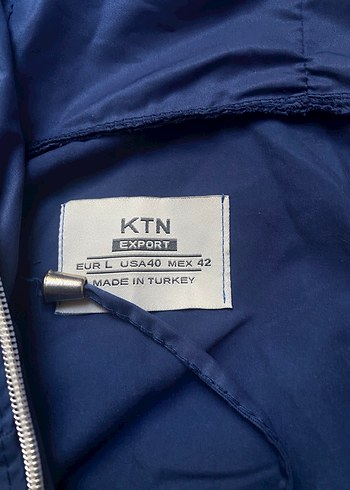 KTN
EXPORT
EUR L USA40 MEX 42
MADE IN TURKEY